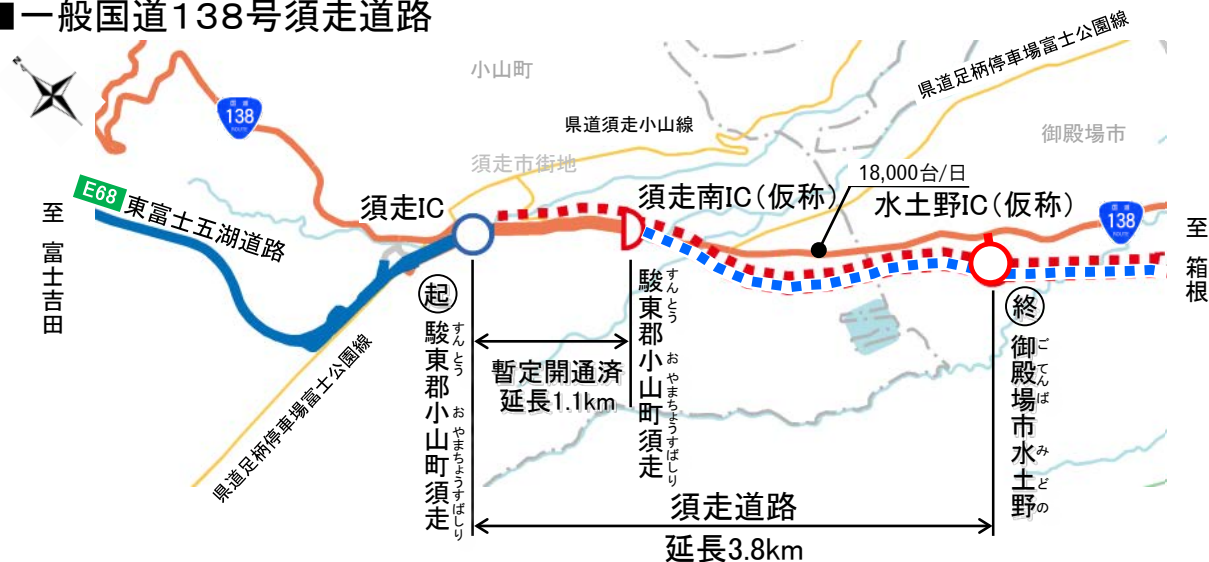 ■一般国道138号須走道路
N
国道
138
ROUTE
小山町
県道足柄停車場富士公園線
県道須走小山線
御殿場市
須走市街地
18,000台/日
E68 東富士五湖道路
須走IC
須走南IC(仮称)
水土野IC(仮称)
138
ROUTE
至 富士吉田
至 箱根
県道足柄停車場富士公園線
起
駿東郡小山町須走
すんとう おやまちょうすばしり
暫定開通済
延長1.1km
駿東郡小山町須走
すんとう おやまちょうすばしり
終
御殿場市水土野
ごてんば みどの
須走道路
延長3.8km